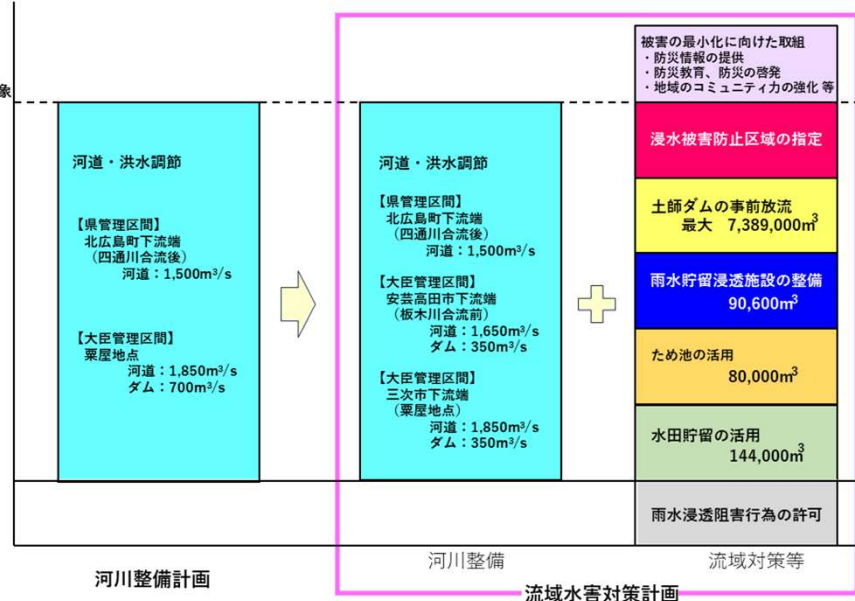 象
河道・洪水調節
【県管理区間】
北広島町下流端
（四通川合流後）
河道：1,500m³/s
【大臣管理区間】
粟屋地点
河道：1,850m³/s
ダム：700m³/s
河川整備計画
河道・洪水調節
【県管理区間】
北広島町下流端
（四通川合流後）
河道：1,500m³/s
【大臣管理区間】
安芸高田市下流端
（板木川合流前）
河道：1,650m³/s
ダム：350m³/s
【大臣管理区間】
三次市下流端
（粟屋地点）
河道：1,850m³/s
ダム：350m³/s
河川整備
被害の最小化に向けた取組
・防災情報の提供
・防災教育、防災の啓発
・地域のコミュニティ力の強化 等
浸水被害防止区域の指定
土師ダムの事前放流
最大 7,389,000m³
雨水貯留浸透施設の整備
90,600m³
ため池の活用
80,000m³
水田貯留の活用
144,000m³
雨水浸透阻害行為の許可
流域対策等
流域水害対策計画